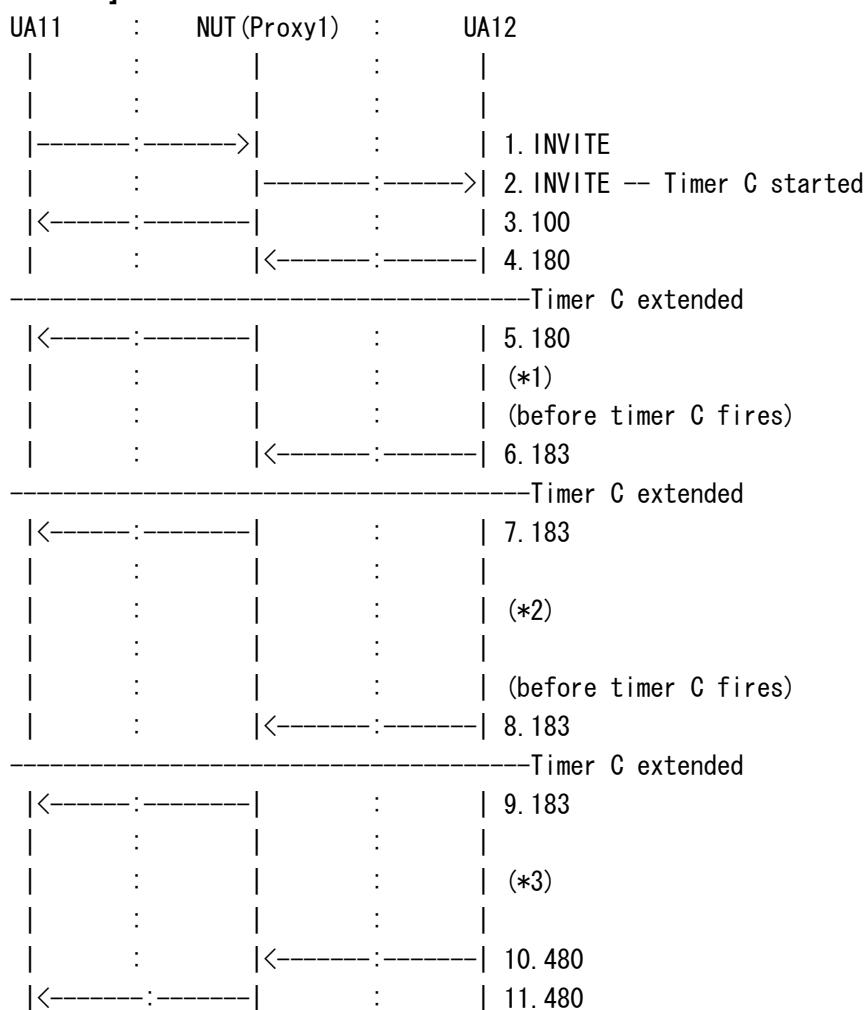 ]
UA11 : NUT(Proxy1) : UA12
| : | : |
| : | : |
|-------:------->| : | 1. INVITE
| : |--------:------>| 2. INVITE -- Timer C started
|<------:--------| : | 3. 100
| : |<-------:-------| 4. 180
---------------------------------------Timer C extended
|<------:--------| : | 5. 180
| : | : | (*1)
| : | : | (before timer C fires)
| : |<-------:-------| 6. 183
---------------------------------------Timer C extended
|<------:--------| : | 7. 183
| : | : |
| : | : | (*2)
| : | : |
| : | : | (before timer C fires)
| : |<-------:-------| 8. 183
---------------------------------------Timer C extended
|<------:--------| : | 9. 183
| : | : |
| : | : | (*3)
| : | : |
| : |<-------:-------| 10. 480
|<-------:-------| : | 11. 480